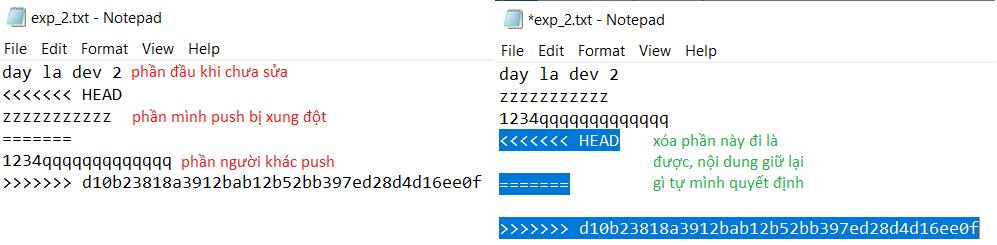 exp_2.txt - Notepad
File Edit Format View Help
day la dev 2 phần đầu khi chưa sửa
<<<<<<< HEAD
zzzzzzzzzzz phần mình push bị xung đột
=======
1234qqqqqqqqqqqqq phần người khác push
>>>>>>> d10b23818a3912bab12b52bb397ed28d4d16ee0f
*exp_2.txt - Notepad
File Edit Format View Help
day la dev 2
zzzzzzzzzzz
1234qqqqqqqqqqqqq
<<<<<<< HEAD xóa phần này đi là
được, nội dung giữ lại
======= gì tự mình quyết định
>>>>>>> d10b23818a3912bab12b52bb397ed28d4d16ee0f